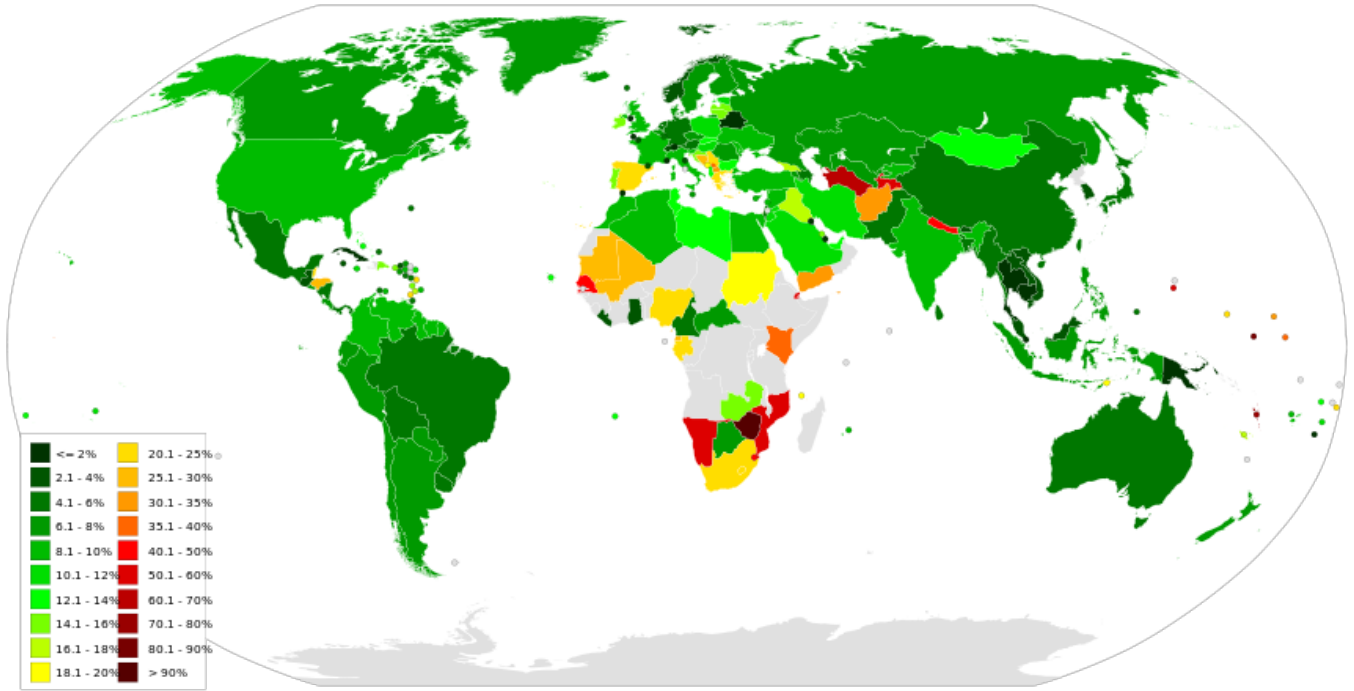 <= 2%
2.1 - 4%
4.1 - 6%
6.1 - 8%
8.1 - 10%
10.1 - 12%
12.1 - 14%
14.1 - 16%
16.1 - 18%
18.1 - 20%
20.1 - 25%
25.1 - 30%
30.1 - 35%
35.1 - 40%
40.1 - 50%
50.1 - 60%
60.1 - 70%
70.1 - 80%
80.1 - 90%
> 90%